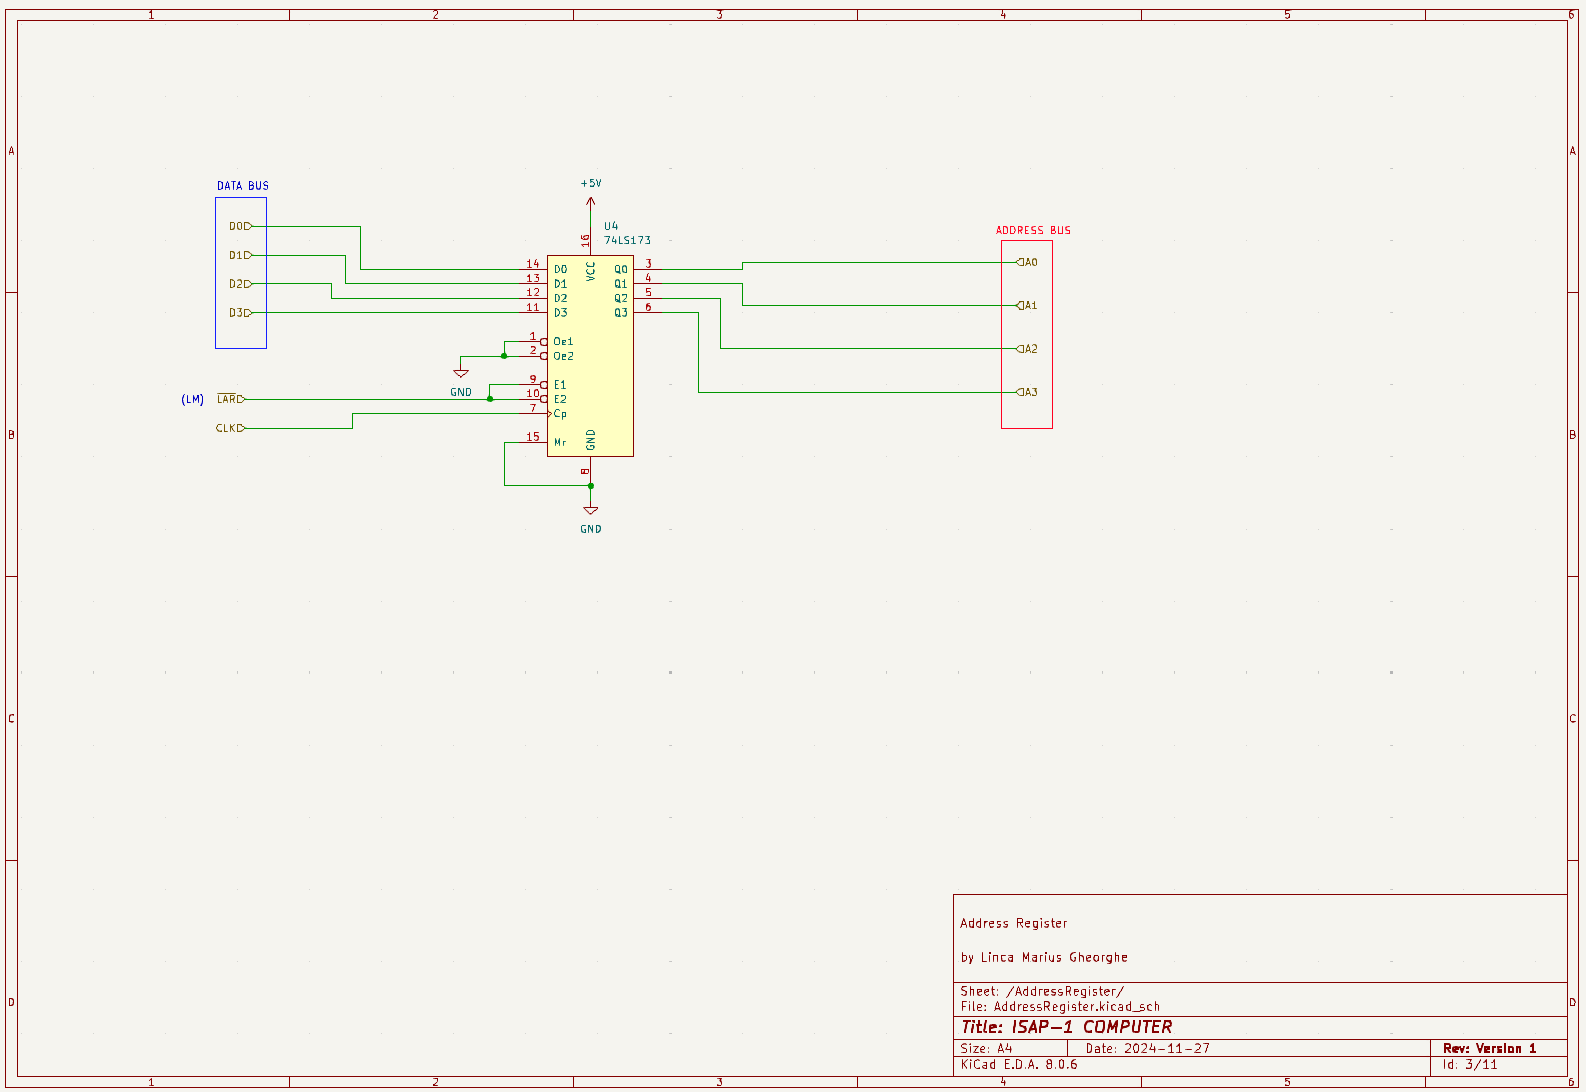 1 2 3 4 5 6
A A
DATA BUS
+5V
D0
U4
74LS173
ADDRESS BUS
D1
D2
D3
16
VCC
14 D0 Q0 3
13 D1 Q1 4
12 D2 Q2 5
11 D3 Q3 6
A0
A1
A2
A3
1 Oe1
2 Oe2
GND
9 E1
(LM) LAR 10 E2
CLK 7 Cp
15 Mr GND
8
GND
B B
C C
D D
Address Register
by Linca Marius Gheorghe
Sheet: /AddressRegister/
File: AddressRegister.kicad_sch
Title: ISAP-1 COMPUTER
Size: A4 Date: 2024-11-27 Rev: Version 1
KiCad E.D.A. 8.0.6 Id: 3/11
1 2 3 4 5 6